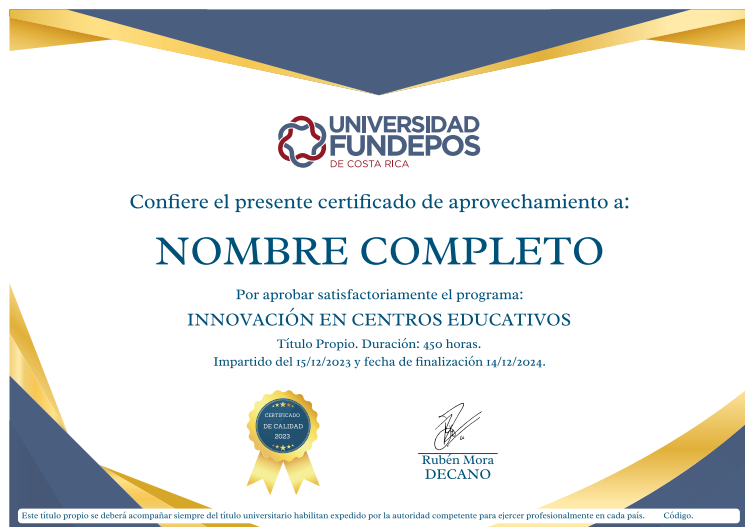 UNIVERSIDAD
FUNDEPOS
DE COSTA RICA
Confiere el presente certificado de aprovechamiento a:
NOMBRE COMPLETO
Por aprobar satisfactoriamente el programa:
INNOVACIÓN EN CENTROS EDUCATIVOS
Título Propio. Duración: 450 horas.
Impartido del 15/12/2023 y fecha de finalización 14/12/2024.
CERTIFICADO
DE CALIDAD
2023
Rubén Mora
DECANO
Este título propio se deberá acompañar siempre del título universitario habilitan expedido por la autoridad competente para ejercer profesionalmente en cada país. Código.